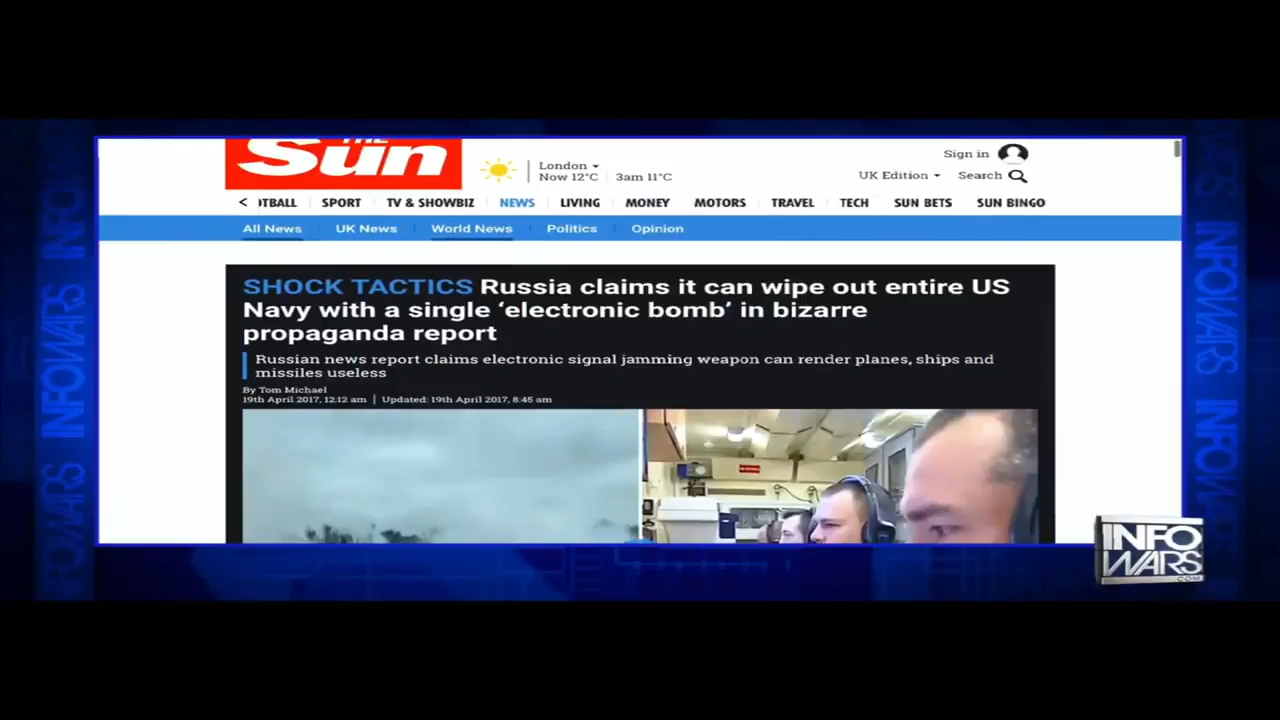 THE
Sun
London
Now 12°C
3am 11°C
Sign in
UK Edition
Search
< OTBALL SPORT TV & SHOWBIZ NEWS LIVING MONEY MOTORS TRAVEL TECH SUN BETS SUN BINGO
All News UK News World News Politics Opinion
SHOCK TACTICS Russia claims it can wipe out entire US
Navy with a single ‘electronic bomb’ in bizarre
propaganda report
Russian news report claims electronic signal jamming weapon can render planes, ships and
missiles useless
By Tom Michael
19th April 2017, 12:12 am | Updated: 19th April 2017, 8:45 am
INFOWARS
INFOWARS
INFO
WARS
.COM